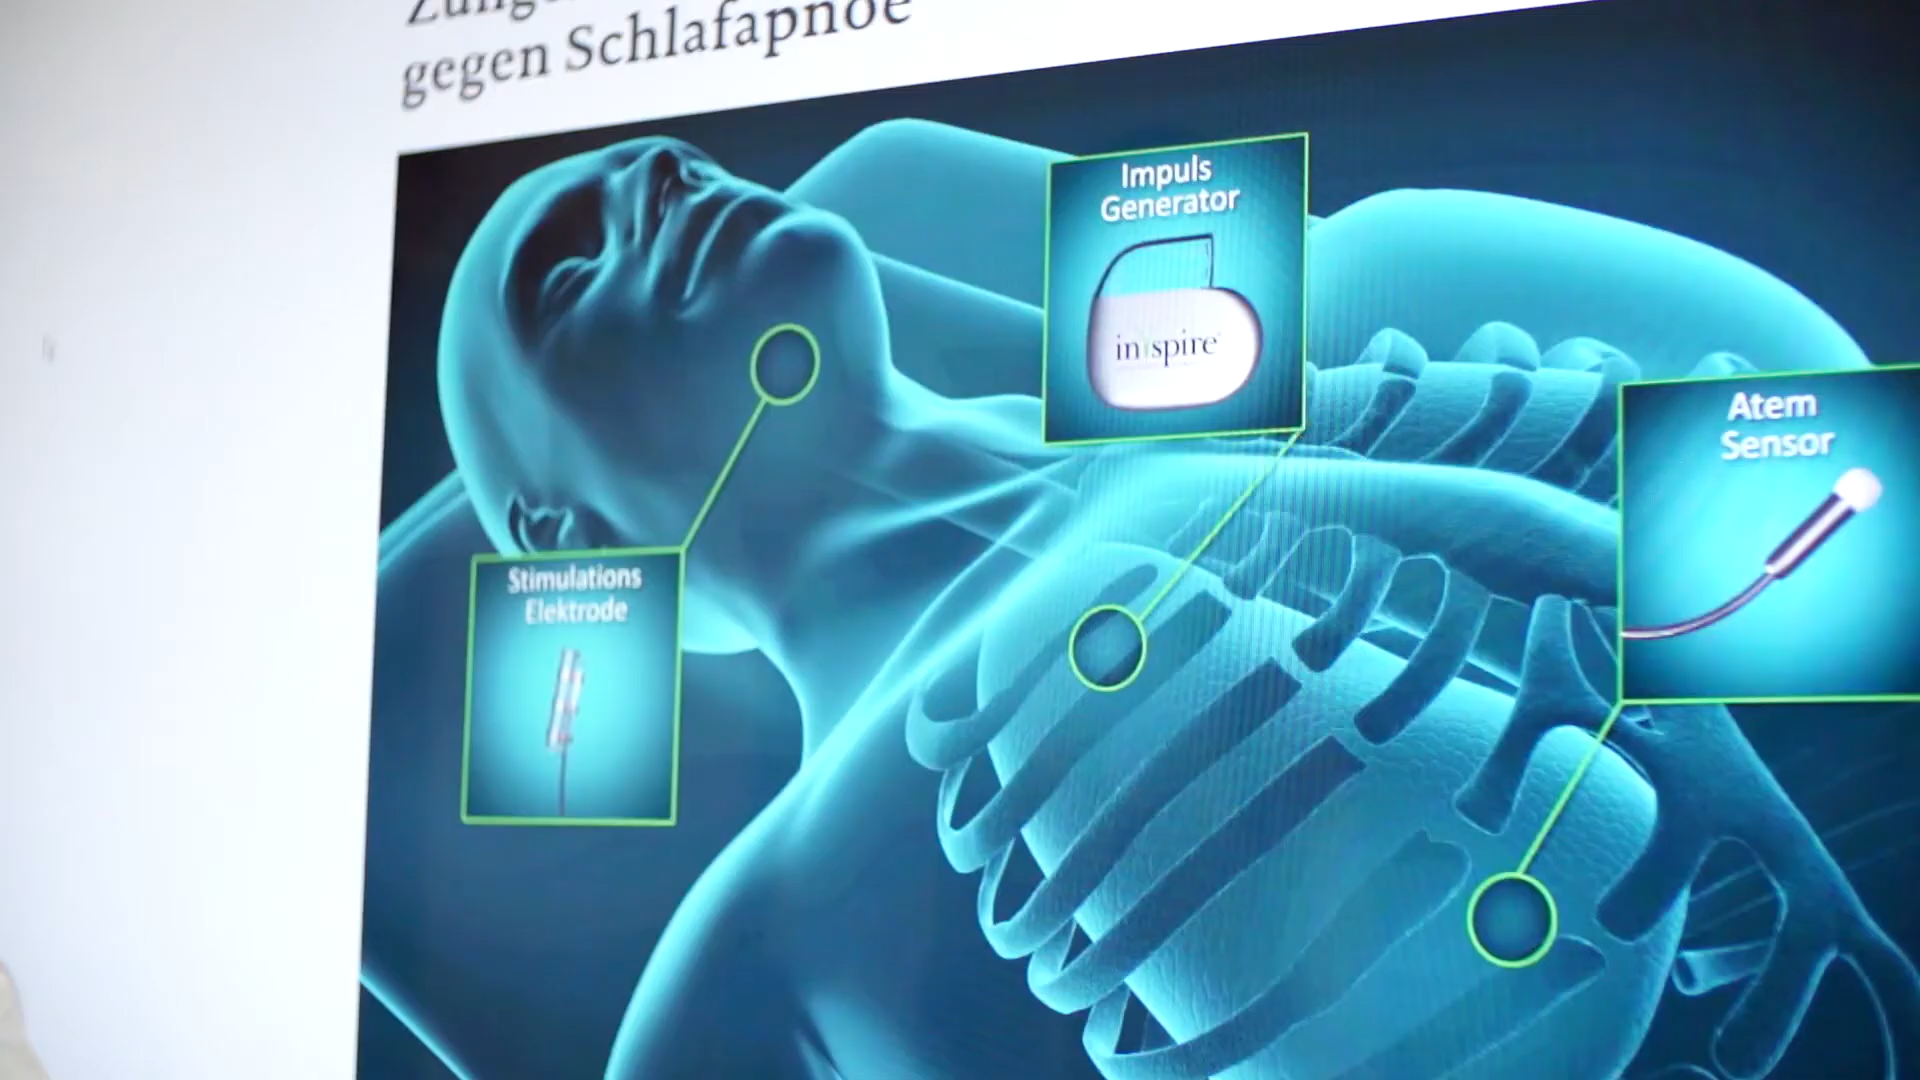 gegen Schlafapnoe
Impuls
Generator
inspire
Atem
Sensor
Stimulations
Elektrode